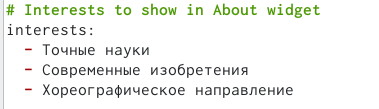 # Interests to show in About widget
interests:
- Точные науки
- Современные изобретения
- Хореографическое направление